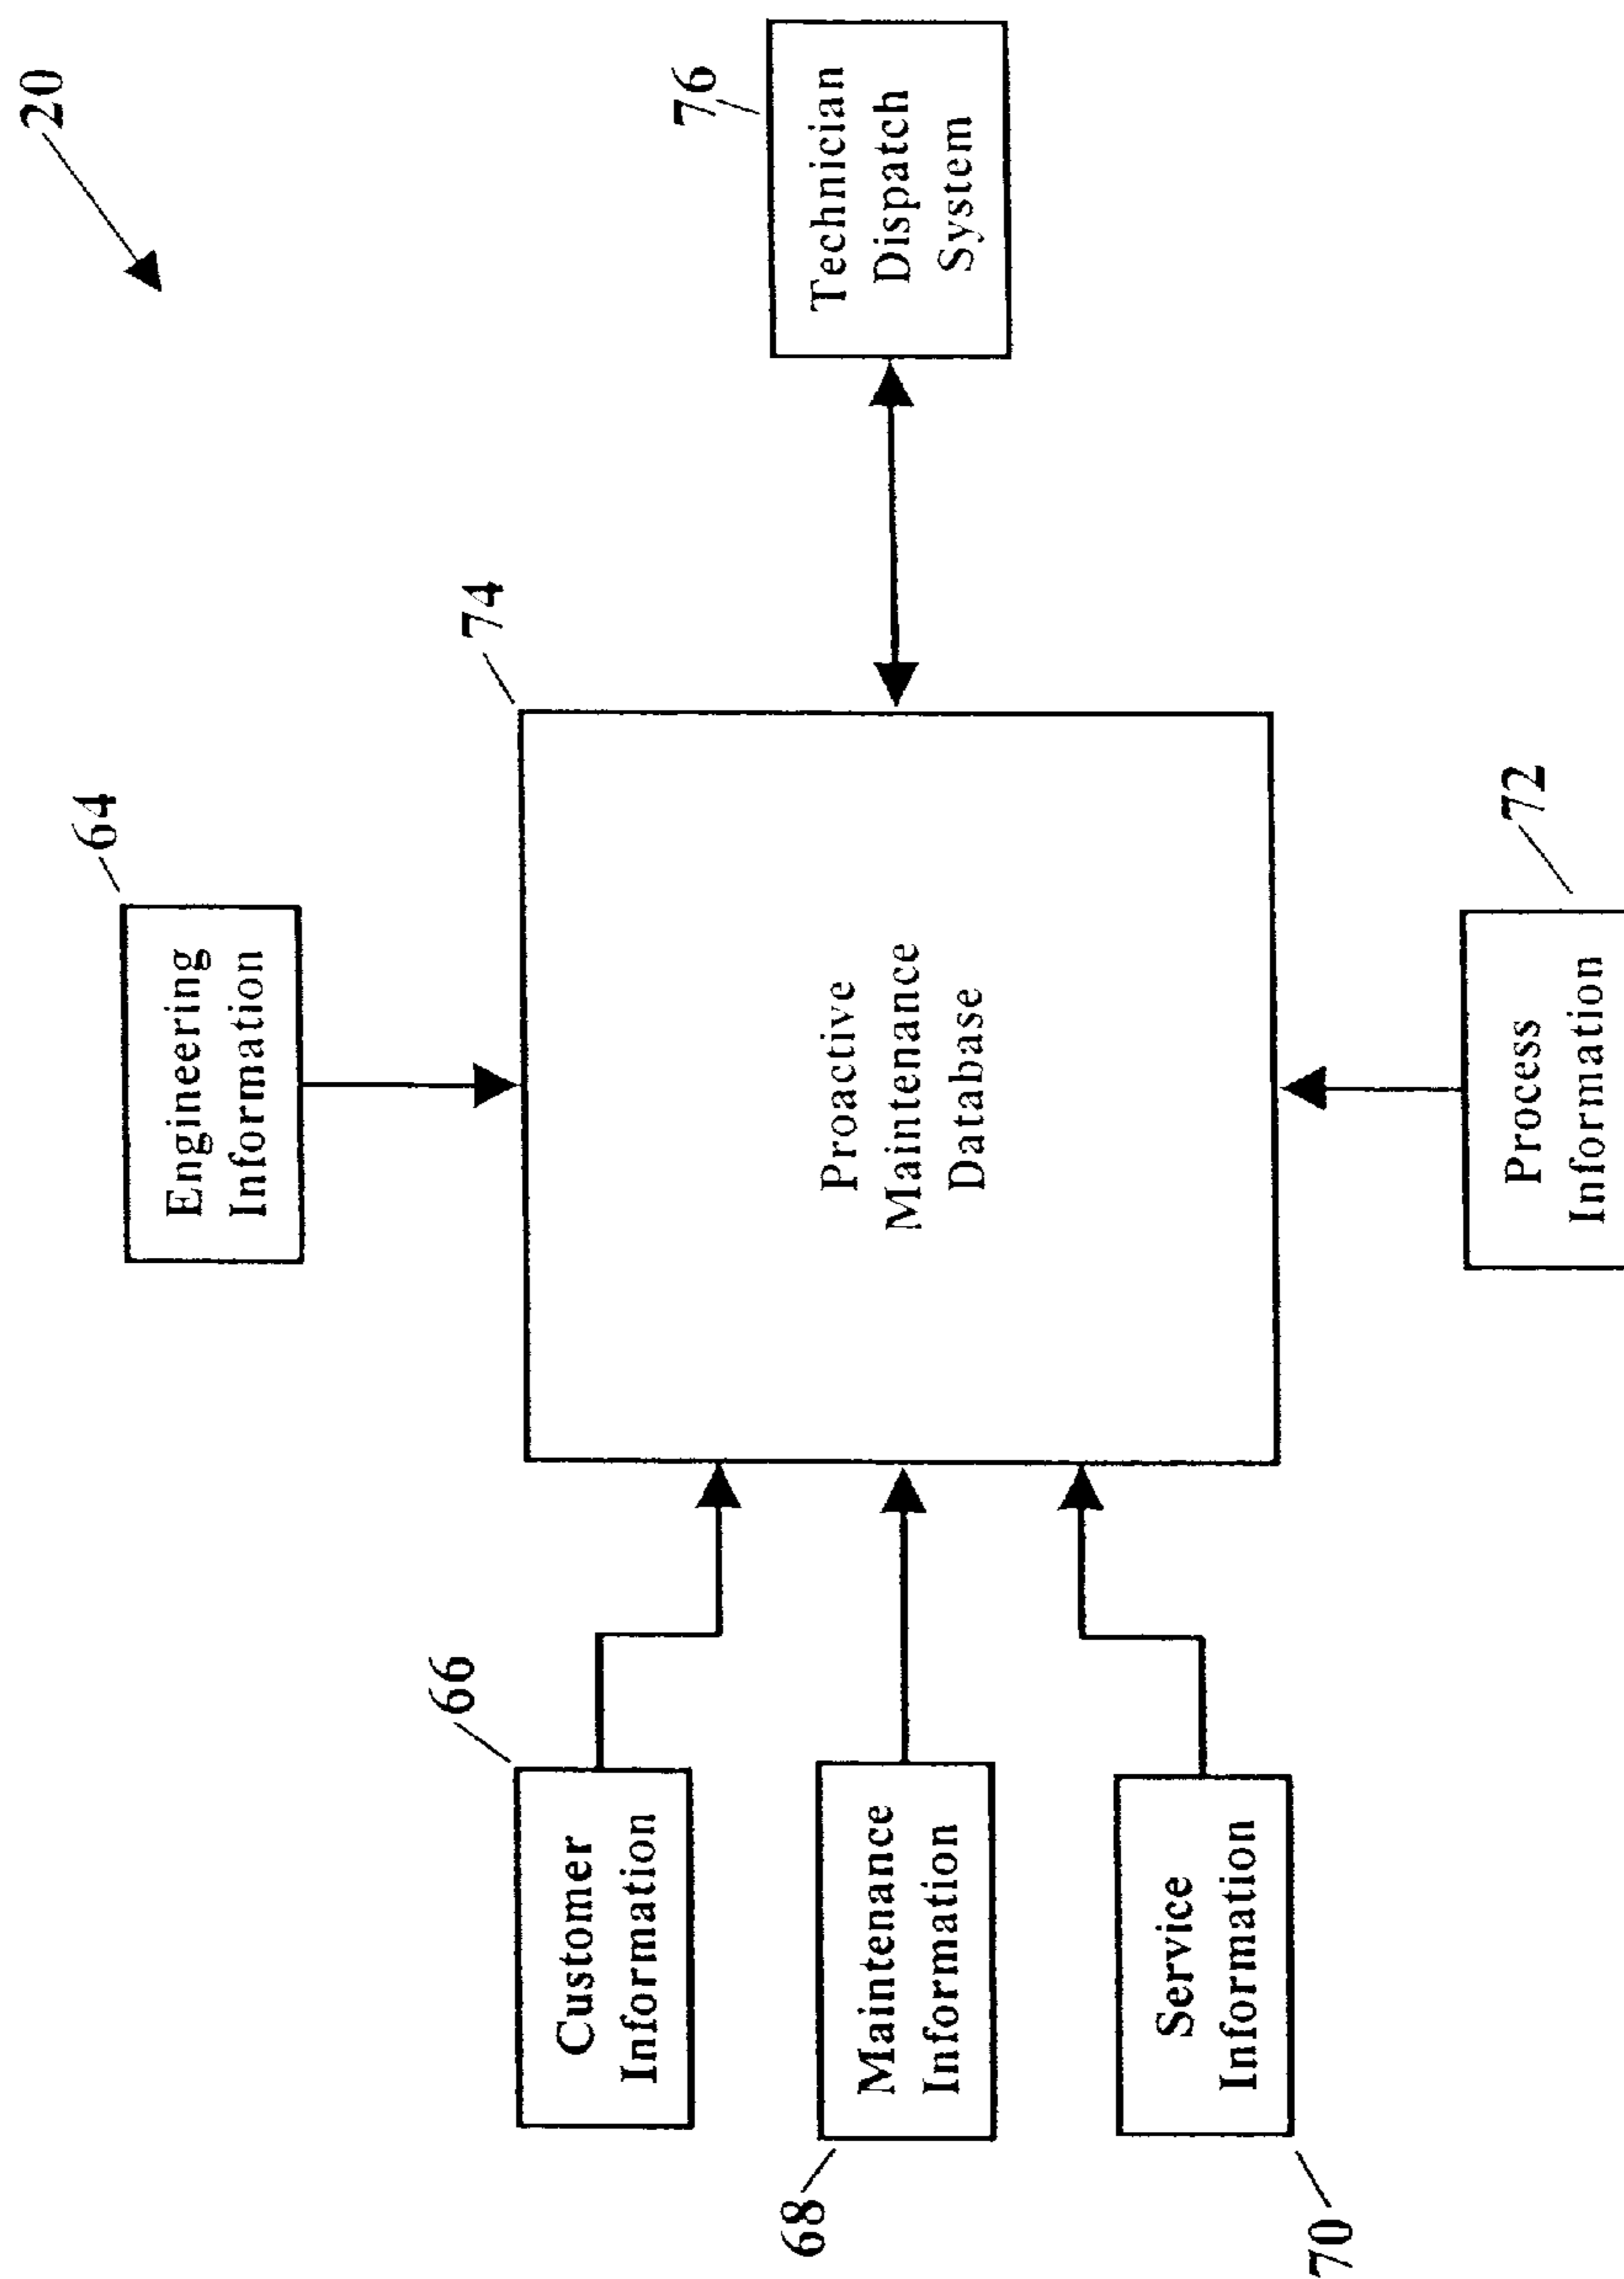 20
64
Engineering
Information
74
76
Technician
Dispatch
System
66
Customer
Information
Proactive
Maintenance
Database
68
Maintenance
Information
70
Service
Information
72
Process
Information